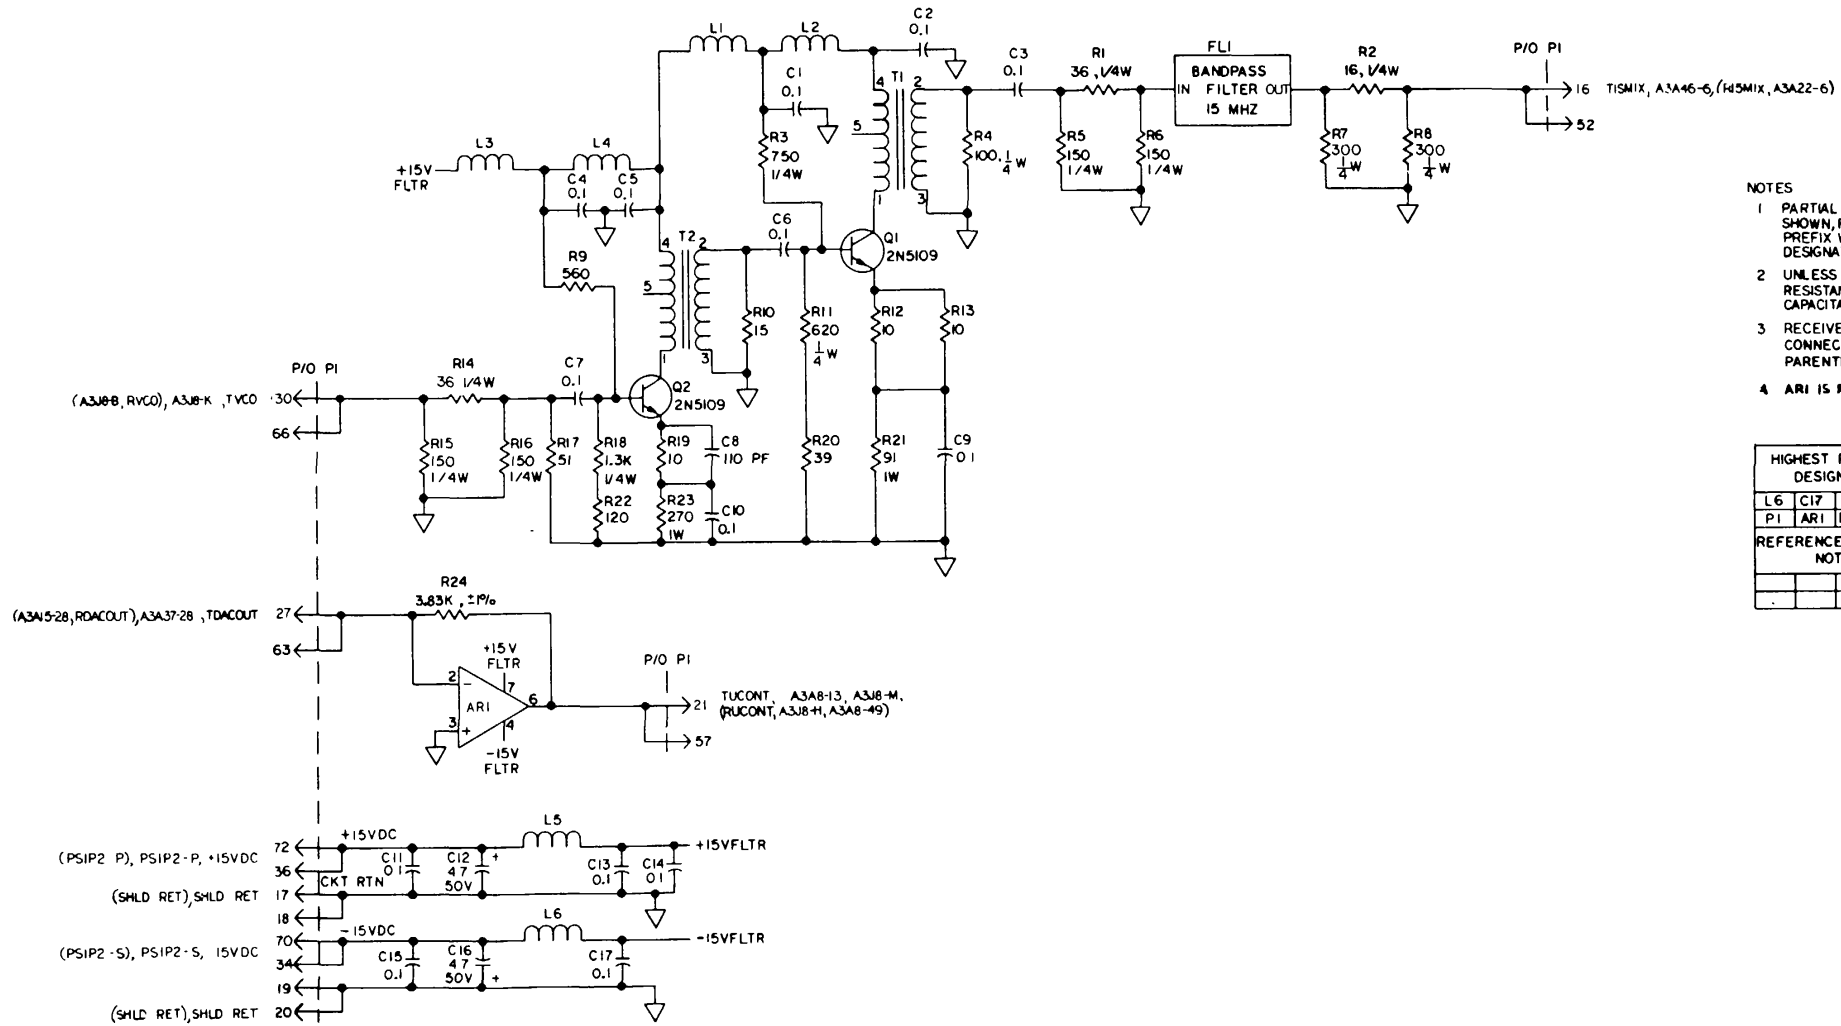 L1
L2
C2
0.1
C1
0.1
T1
4
2
5
1
3
C3
0.1
R1
36, 1/4W
FL1
BANDPASS
IN FILTER OUT
15 MHZ
R2
16, 1/4W
P/O P1
16 T15MIX, A3A46-6, (R15MIX, A3A22-6)
52
R3
750
1/4W
R4
100, 1/4 W
R5
150
1/4W
R6
150
1/4W
R7
300
1/4 W
R8
300
1/4 W
L3
L4
+15V
FLTR
C4
0.1
C5
0.1
R9
560
T2
4
2
5
1
3
C6
0.1
Q1
2N5109
R10
15
R11
620
1/4 W
R12
10
R13
10
P/O P1
(A3J8-B, RVCO), A3J8-K, TVCO 30
66
R14
36 1/4W
C7
0.1
Q2
2N5109
R15
150
1/4W
R16
150
1/4W
R17
51
R18
1.3K
1/4W
R19
10
C8
110 PF
R20
39
R21
91
1W
C9
0.1
R22
120
R23
270
1W
C10
0.1
(A3A15-28, RDACOUT), A3A37-28, TDACOUT 27
63
R24
3.83K, ±1%
+15V
FLTR
7
2
-
AR1
6
3
+
4
-15V
FLTR
P/O P1
21 TUCONT, A3A8-13, A3J8-M,
(RUCONT, A3J8-H, A3A8-49)
57
(PS1P2 P), PS1P2-P, +15VDC 72
36
+15VDC
L5
+15VFLTR
C11
0.1
C12
47
50V
+
C13
0.1
C14
0.1
CKT RTN
(SHLD RET), SHLD RET 17
18
(PS1P2-S), PS1P2-S, 15VDC 70
34
-15VDC
L6
-15VFLTR
C15
0.1
C16
47
50V
+
C17
0.1
19
(SHLD RET), SHLD RET 20
NOTES
1 PARTIAL
SHOWN,
PREFIX
DESIGNA
2 UNLESS
RESISTAN
CAPACITA
3 RECEIVE
CONNEC
PARENT
4 AR1 IS
HIGHEST
DESIGN
L6 C17
P1 AR1
REFERENCE
NOT